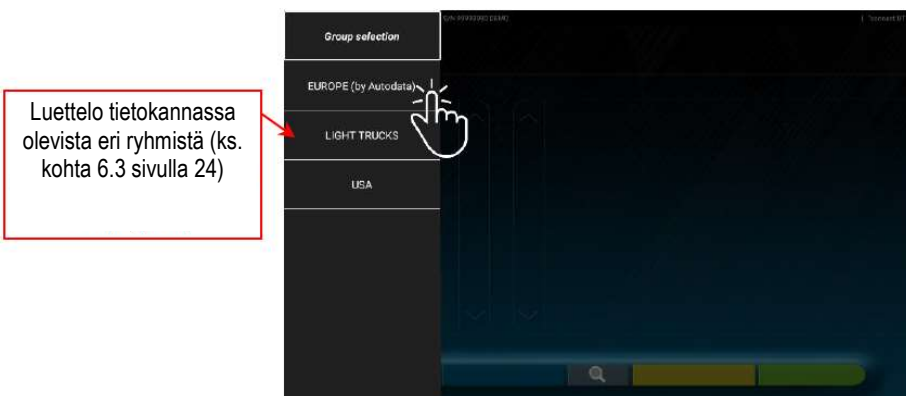 Group selection
EUROPE (by Autodata)
LIGHT TRUCKS
USA
Luettelo tietokannassa
olevista eri ryhmistä (ks.
kohta 6.3 sivulla 24)